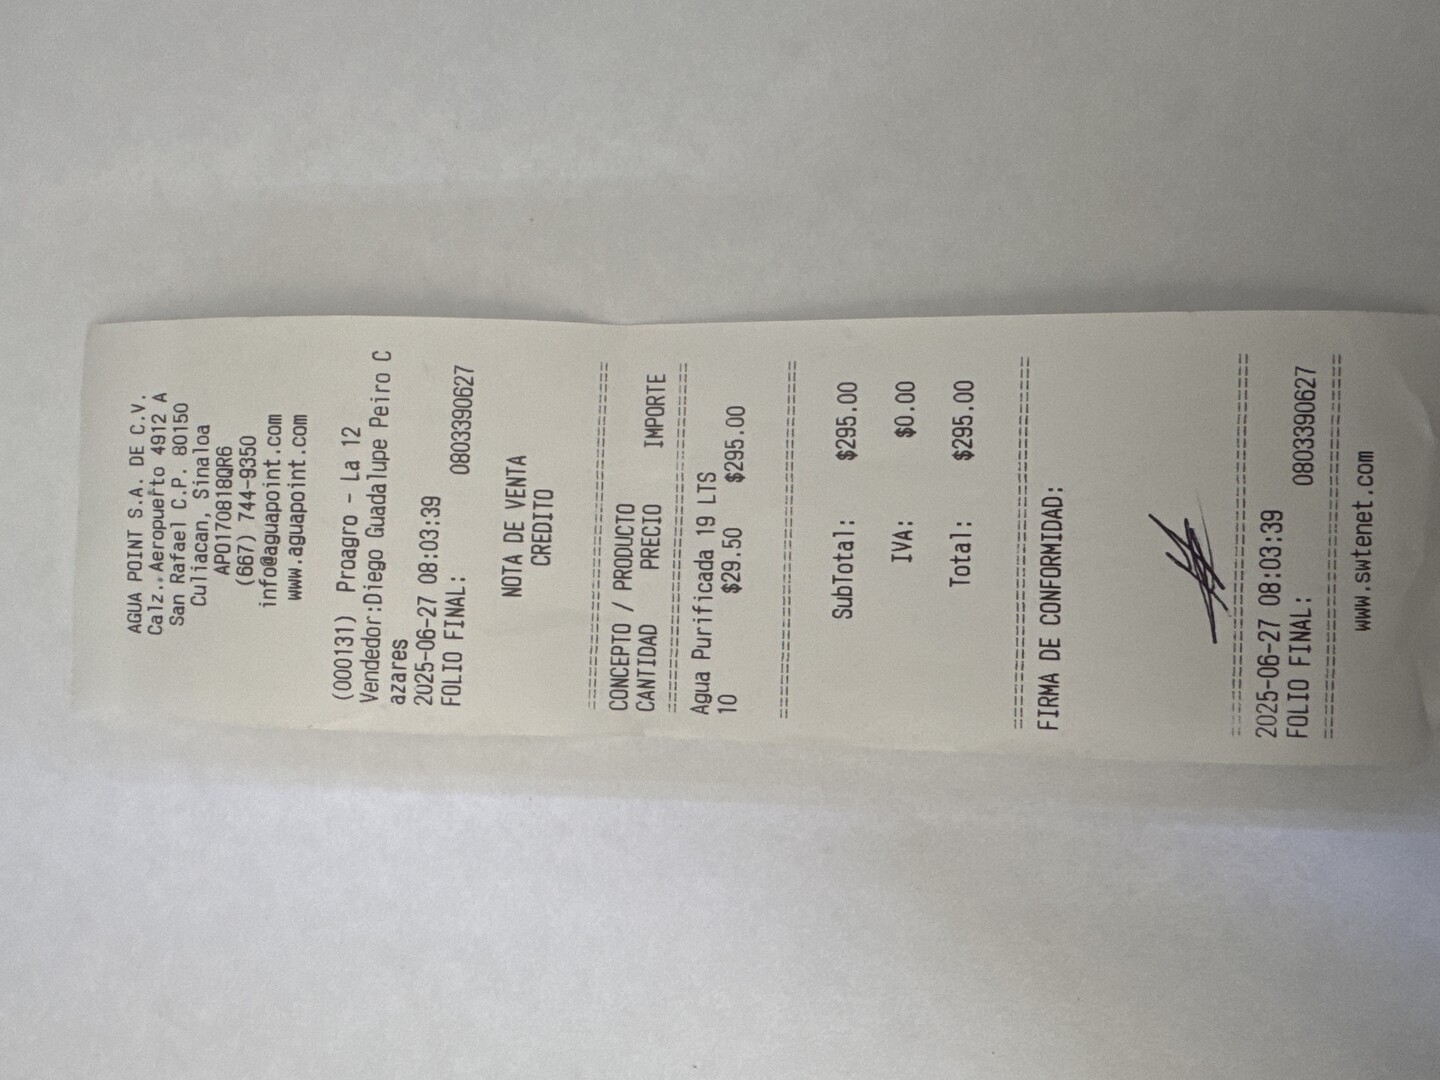 AGUA POINT S.A. DE C.V.
Calz. Aeropuerto 4912 A
San Rafael C.P. 80150
Culiacan, Sinaloa
APO170818QR6
(667) 744-9350
info@aguapoint.com
www.aguapoint.com
(000131) Proagro - La 12
Vendedor:Diego Guadalupe Peiro C
azares
2025-06-27 08:03:39
FOLIO FINAL: 0803390627
NOTA DE VENTA
CREDITO
================================
CONCEPTO / PRODUCTO
CANTIDAD PRECIO IMPORTE
================================
Agua Purificada 19 LTS
10 $29.50 $295.00
================================
SubTotal: $295.00
IVA: $0.00
Total: $295.00
================================
FIRMA DE CONFORMIDAD:
================================
2025-06-27 08:03:39
FOLIO FINAL: 0803390627
================================
www.swtenet.com